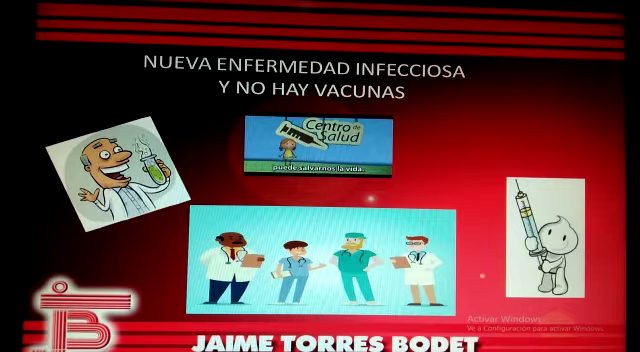 NUEVA ENFERMEDAD INFECCIOSA
Y NO HAY VACUNAS
Centro de
Salud
puede salvarnos la vida.
Activar Windows
Ve a Configuración para activar Windows.
JAIME TORRES BODET